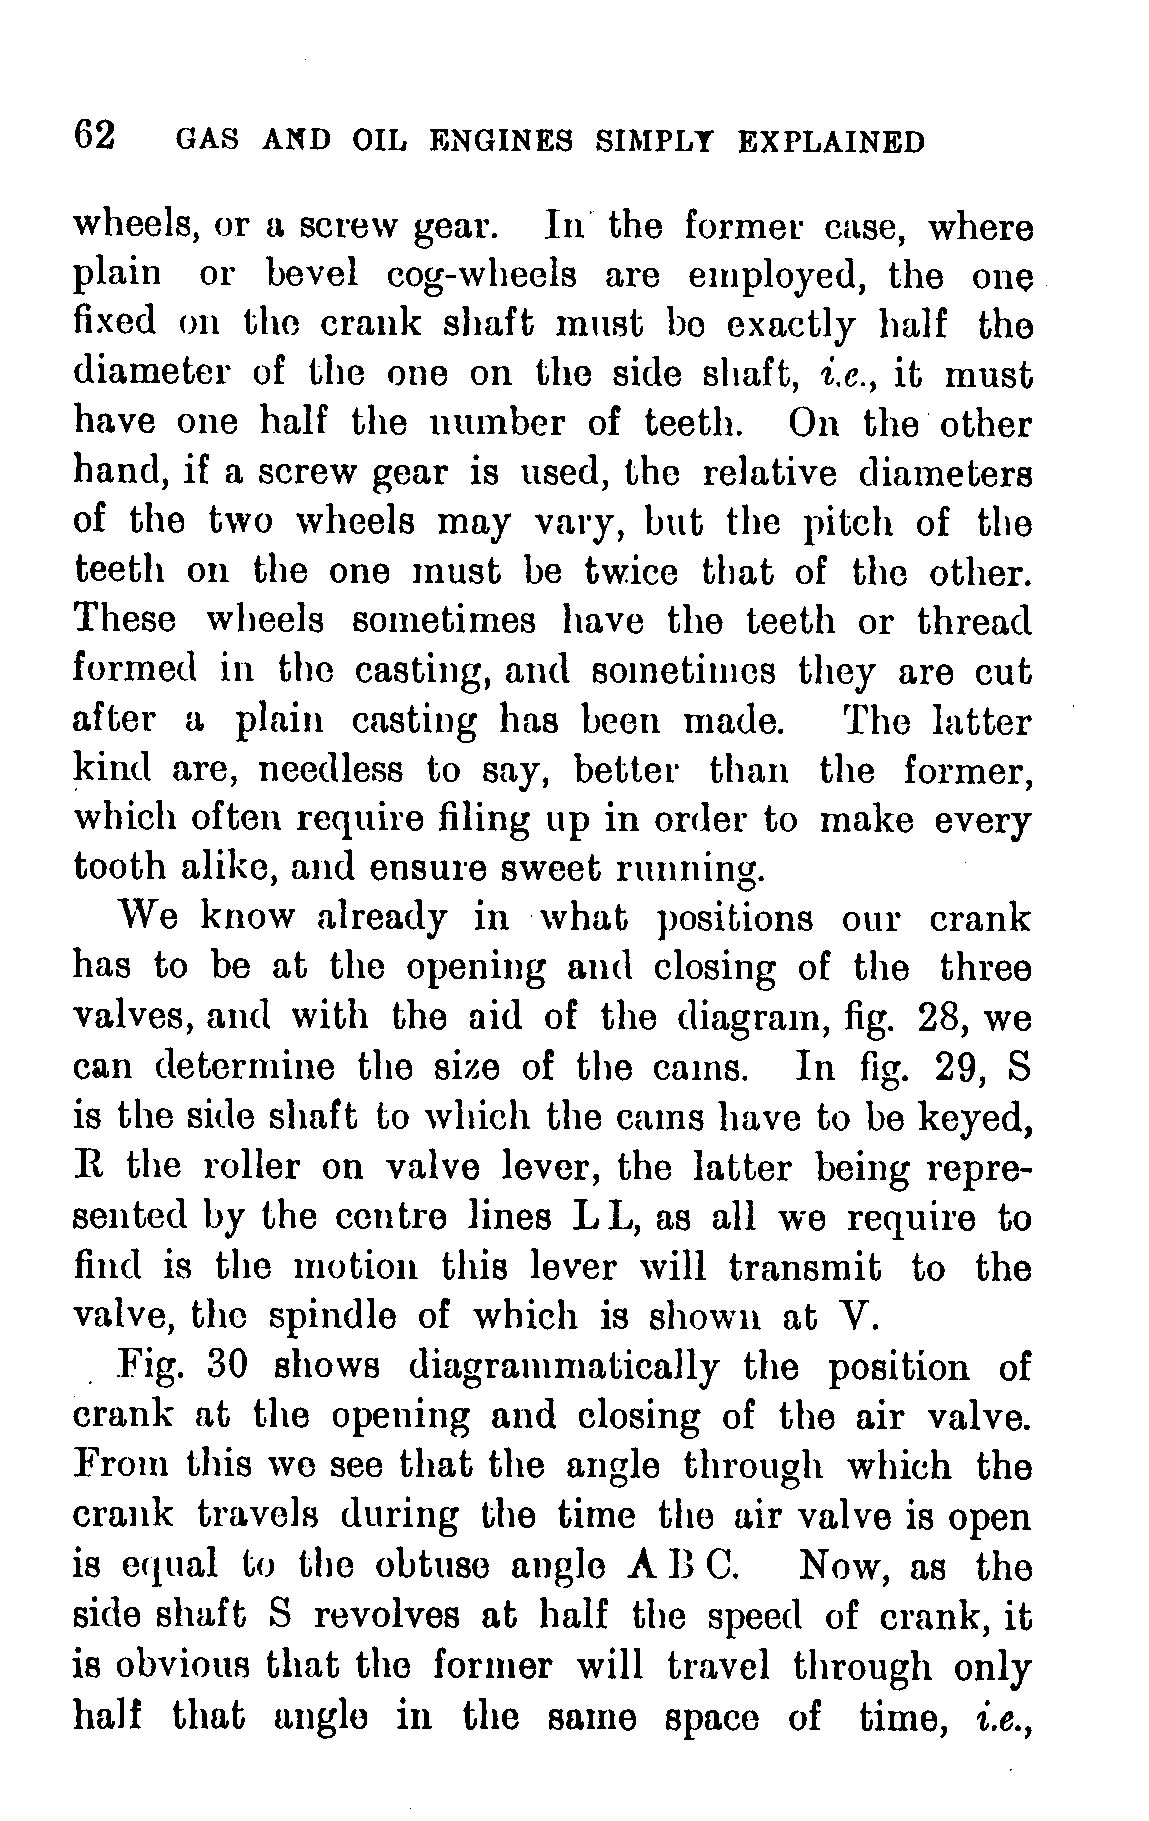 62 GAS AND OIL ENGINES SIMPLY EXPLAINED
wheels, or a screw gear. In the former case, where
plain or bevel cog-wheels are employed, the one
fixed on the crank shaft must be exactly half the
diameter of the one on the side shaft, i.e., it must
have one half the number of teeth. On the other
hand, if a screw gear is used, the relative diameters
of the two wheels may vary, but the pitch of the
teeth on the one must be twice that of the other.
These wheels sometimes have the teeth or thread
formed in the casting, and sometimes they are cut
after a plain casting has been made. The latter
kind are, needless to say, better than the former,
which often require filing up in order to make every
tooth alike, and ensure sweet running.
We know already in what positions our crank
has to be at the opening and closing of the three
valves, and with the aid of the diagram, fig. 28, we
can determine the size of the cams. In fig. 29, S
is the side shaft to which the cams have to be keyed,
R the roller on valve lever, the latter being repre-
sented by the centre lines L L, as all we require to
find is the motion this lever will transmit to the
valve, the spindle of which is shown at V.
Fig. 30 shows diagrammatically the position of
crank at the opening and closing of the air valve.
From this we see that the angle through which the
crank travels during the time the air valve is open
is equal to the obtuse angle A B C. Now, as the
side shaft S revolves at half the speed of crank, it
is obvious that the former will travel through only
half that angle in the same space of time, i.e.,